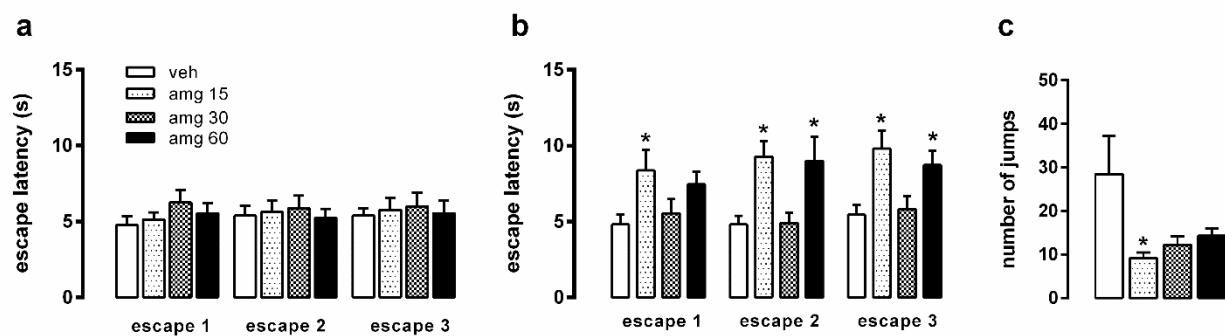 a
escape latency (s)
15
10
5
0
veh
amg 15
amg 30
amg 60
escape 1 escape 2 escape 3
b
escape latency (s)
15
10
5
0
* * * * *
escape 1 escape 2 escape 3
c
number of jumps
50
40
30
20
10
0
*